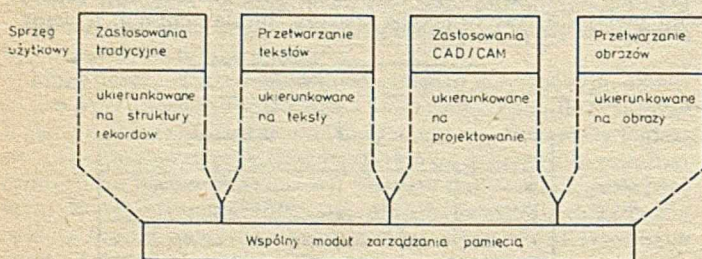 Sprzęg
użytkowy
Zastosowania
tradycyjne
Przetwarzanie
tekstów
Zastosowania
CAD/CAM
Przetwarzanie
obrazów
ukierunkowane
na struktury
rekordów
ukierunkowane
na teksty
ukierunkowane
na
projektowanie
ukierunkowane
na obrazy
Wspólny moduł zarządzania pamięcią